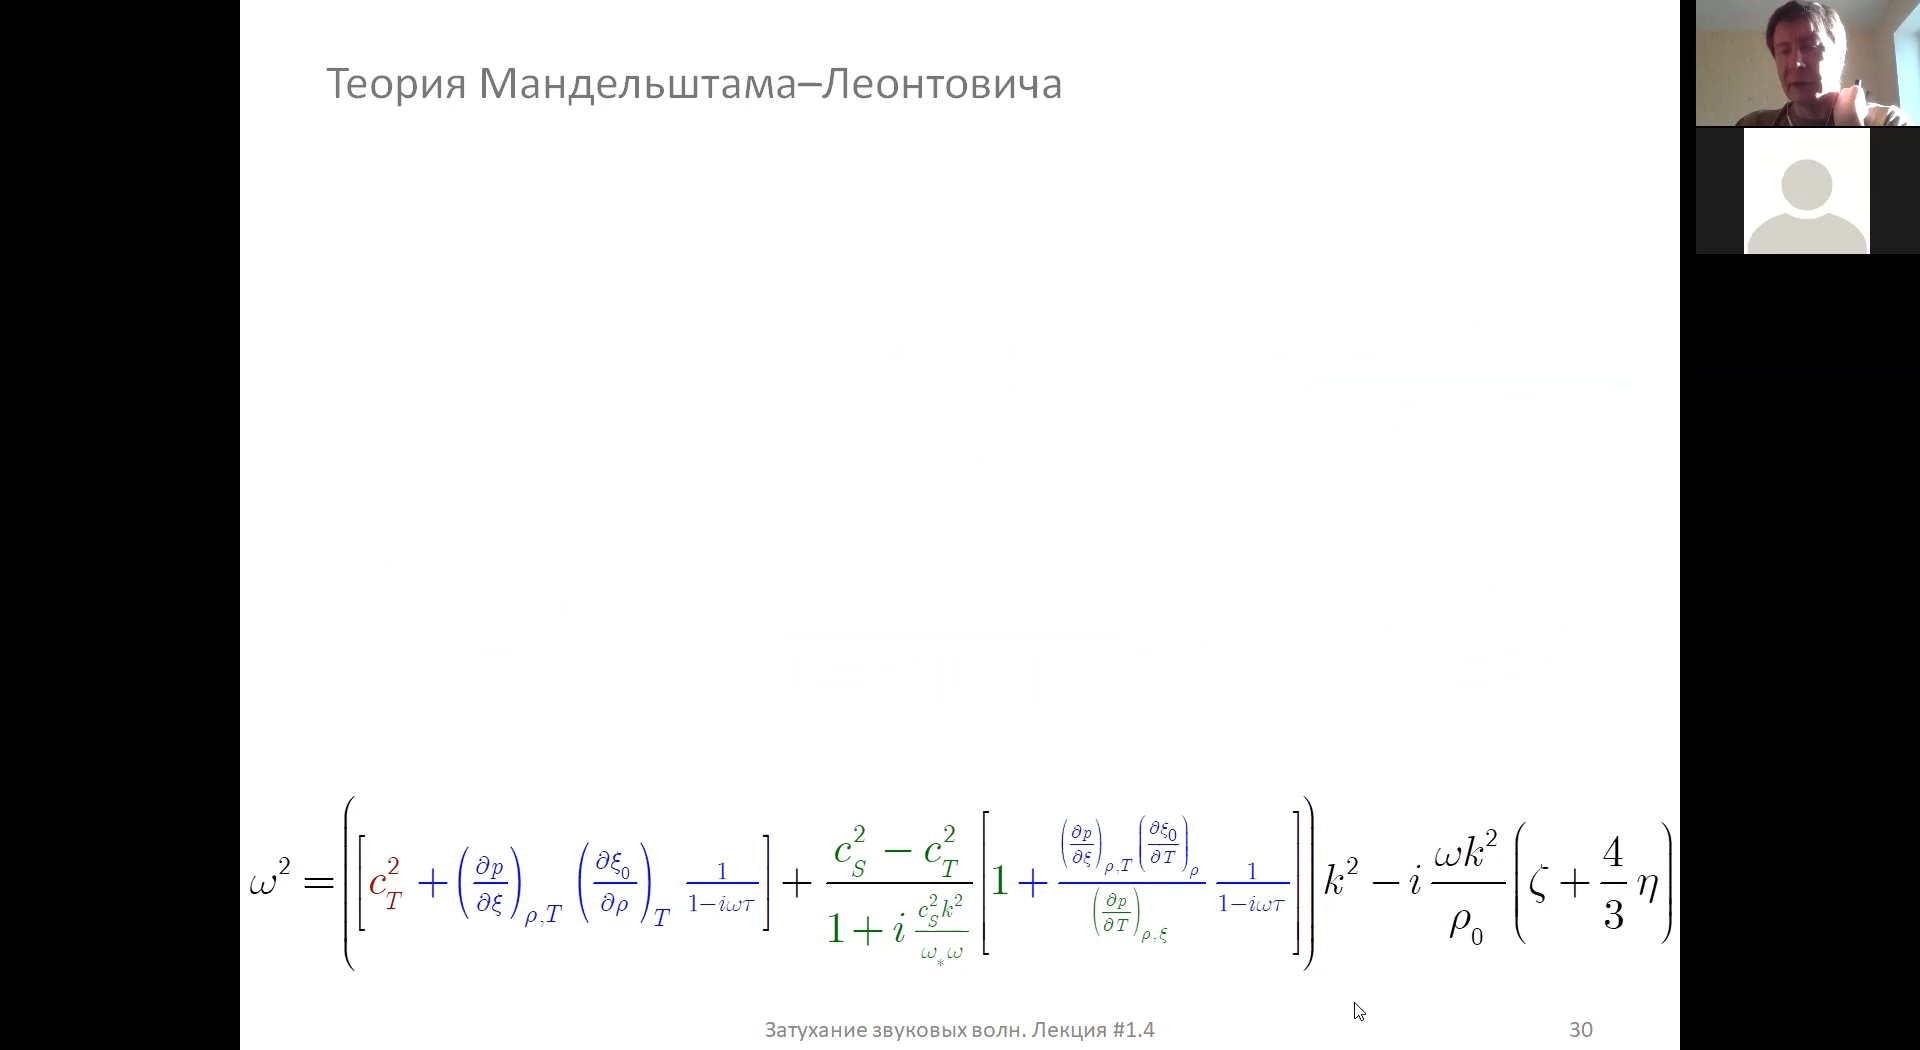 Теория Мандельштама–Леонтовича
ω² = ([c_T² + (∂p/∂ξ)_{ρ,T} (∂ξ₀/∂ρ)_T 1/(1−iωτ)] + (c_S² − c_T²)/(1+i c_S²k²/(ω_*ω)) [1 + (∂p/∂ξ)_{ρ,T}(∂ξ₀/∂T)_ρ/(∂p/∂T)_{ρ,ξ} 1/(1−iωτ)]) k² − i ωk²/ρ₀ (ζ + 4/3 η)
Затухание звуковых волн. Лекция #1.4 30